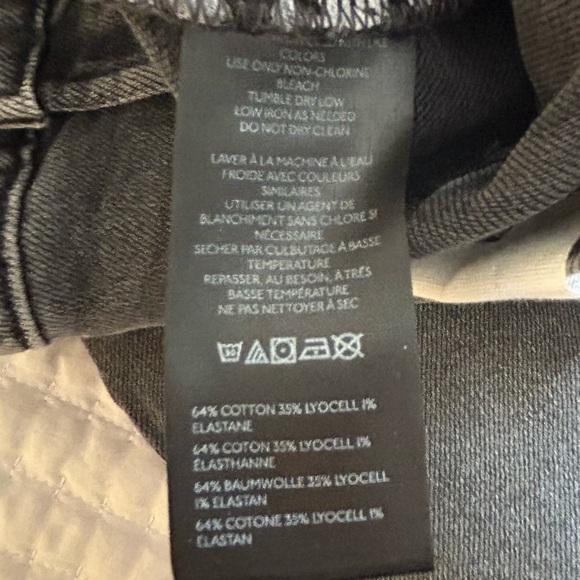 COLORS
USE ONLY NON-CHLORINE
BLEACH
TUMBLE DRY LOW
LOW IRON AS NEEDED
DO NOT DRY CLEAN
LAVER À LA MACHINE À L'EAU
FROIDE AVEC COULEURS
SIMILAIRES
UTILISER UN AGENT DE
BLANCHIMENT SANS CHLORE SI
NÉCESSAIRE
SECHER PAR CULBUTAGE À BASSE
TEMPERATURE
REPASSER, AU BESOIN, À TRÈS
BASSE TEMPÉRATURE
NE PAS NETTOYER À SEC
30
64% COTTON 35% LYOCELL 1%
ELASTANE
64% COTON 35% LYOCELL 1%
ÉLASTHANNE
64% BAUMWOLLE 35% LYOCELL
1% ELASTAN
64% COTONE 35% LYOCELL 1%
ELASTAN